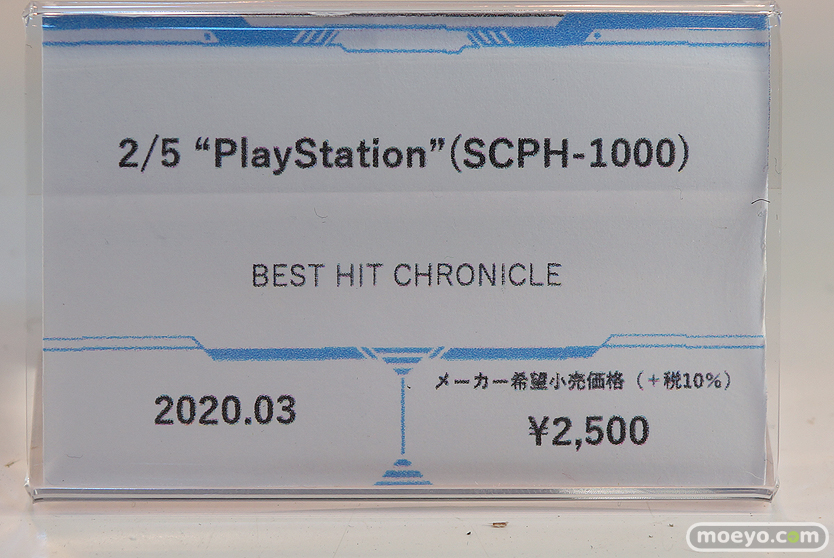 2/5 “PlayStation”(SCPH-1000)
BEST HIT CHRONICLE
2020.03
メーカー希望小売価格（+税10%）
¥2,500
moeyo.com